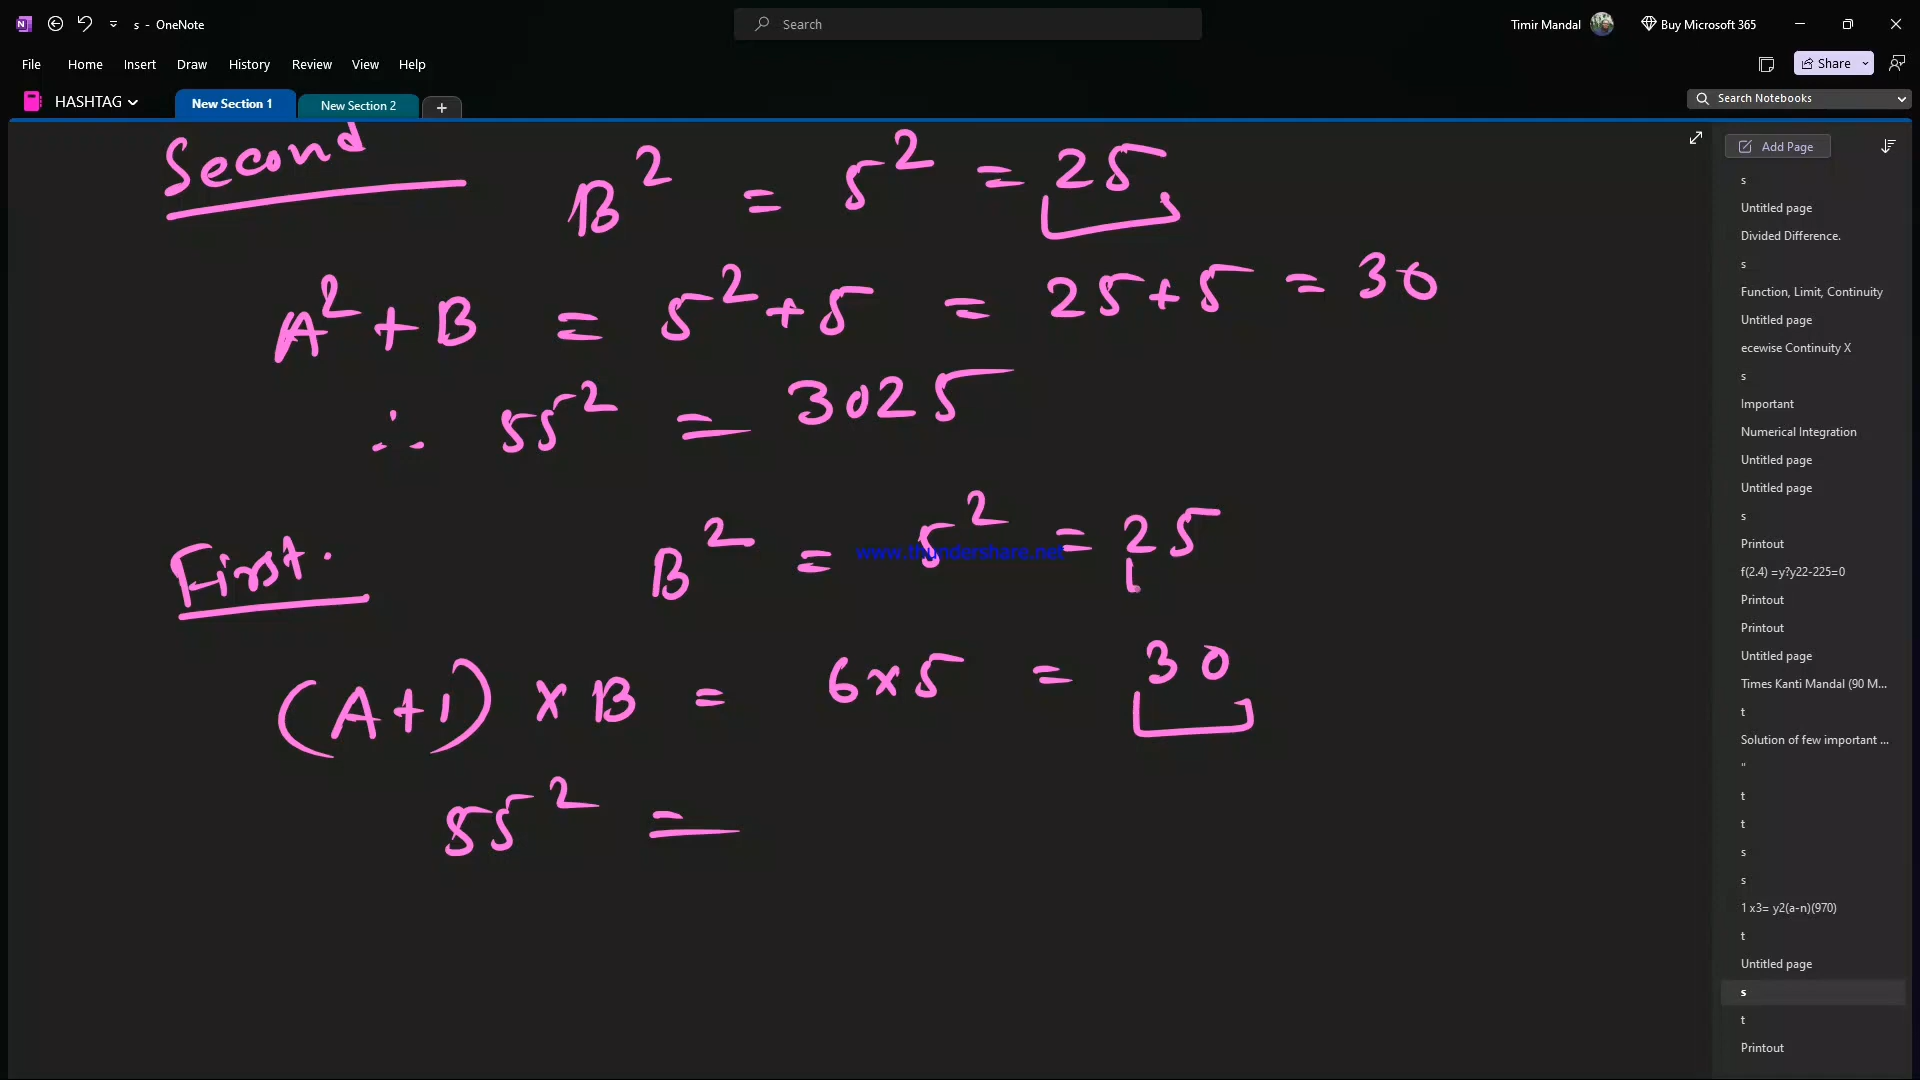 s - OneNote
Search
Timir Mandal
Buy Microsoft 365
File Home Insert Draw History Review View Help
Share
HASHTAG
New Section 1
New Section 2
+
Search Notebooks
Second
B² = 5² = 25
A² + B = 5² + 5 = 25 + 5 = 30
∴ 55² = 3025
First.
B² = 5² = 25
www.thundershare.net
(A+1) × B = 6×5 = 30
55² =
Add Page
s
Untitled page
Divided Difference.
s
Function, Limit, Continuity
Untitled page
ecewise Continuity X
s
Important
Numerical Integration
Untitled page
Untitled page
s
Printout
f(2.4) =y?y22-225=0
Printout
Printout
Untitled page
Times Kanti Mandal (90 M...
t
Solution of few important ...
"
t
t
s
s
1 x3= y2(a-n)(970)
t
Untitled page
s
t
Printout